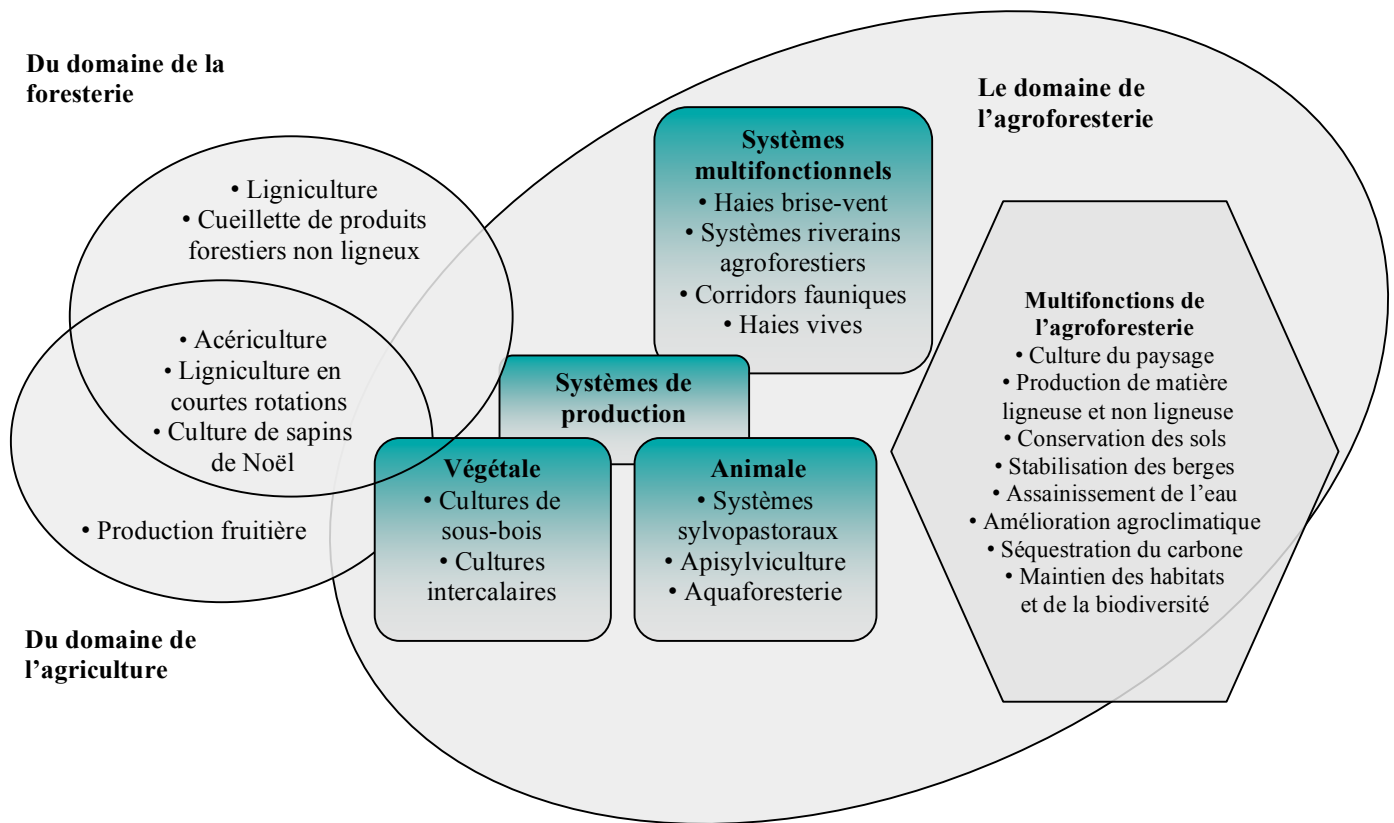 Du domaine de la
foresterie
• Ligniculture
• Cueillette de produits
forestiers non ligneux
• Acériculture
• Ligniculture en
courtes rotations
• Culture de sapins
de Noël
• Production fruitière
Du domaine de
l’agriculture
Le domaine de
l’agroforesterie
Systèmes
multifonctionnels
• Haies brise-vent
• Systèmes riverains
agroforestiers
• Corridors fauniques
• Haies vives
Systèmes de
production
Végétale
• Cultures de
sous-bois
• Cultures
intercalaires
Animale
• Systèmes
sylvopastoraux
• Apisylviculture
• Aquaforesterie
Multifonctions de
l’agroforesterie
• Culture du paysage
• Production de matière
ligneuse et non ligneuse
• Conservation des sols
• Stabilisation des berges
• Assainissement de l’eau
• Amélioration agroclimatique
• Séquestration du carbone
• Maintien des habitats
et de la biodiversité